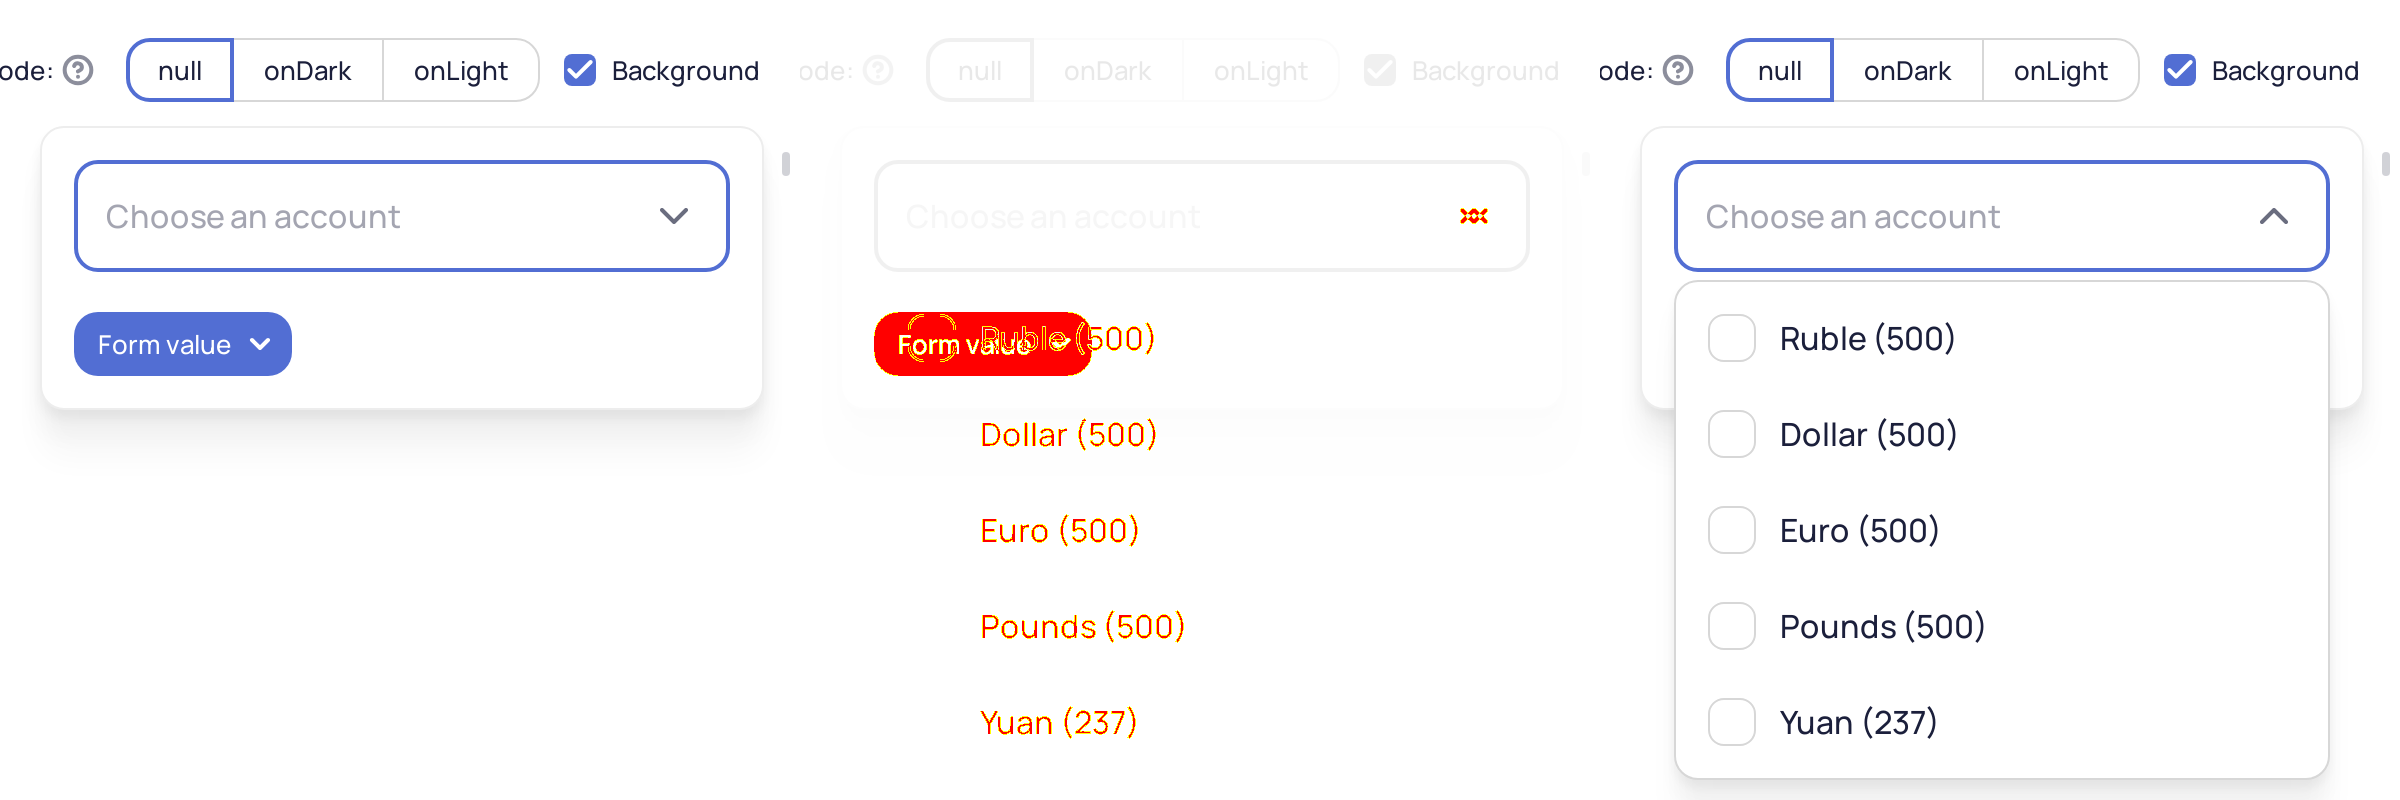 ode: null onDark onLight Background
Choose an account
Form value
ode: null onDark onLight Background
Choose an account
Form value
Ruble (500)
Dollar (500)
Euro (500)
Pounds (500)
Yuan (237)
ode: null onDark onLight Background
Choose an account
Ruble (500)
Dollar (500)
Euro (500)
Pounds (500)
Yuan (237)